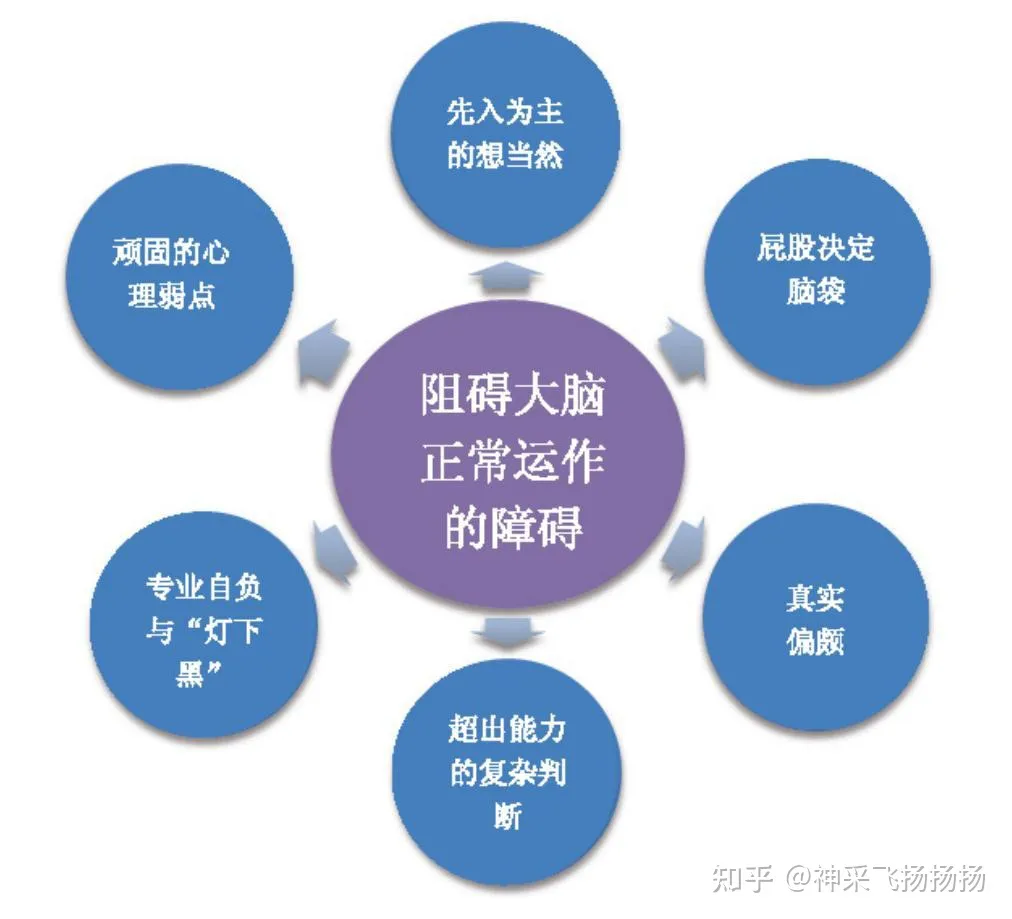 先入为主
的想当然
顽固的心
理弱点
屁股决定
脑袋
阻碍大脑
正常运作
的障碍
专业自负
与“灯下
黑”
真实
偏颇
超出能力
的复杂判
断
知乎 @神采飞扬扬扬